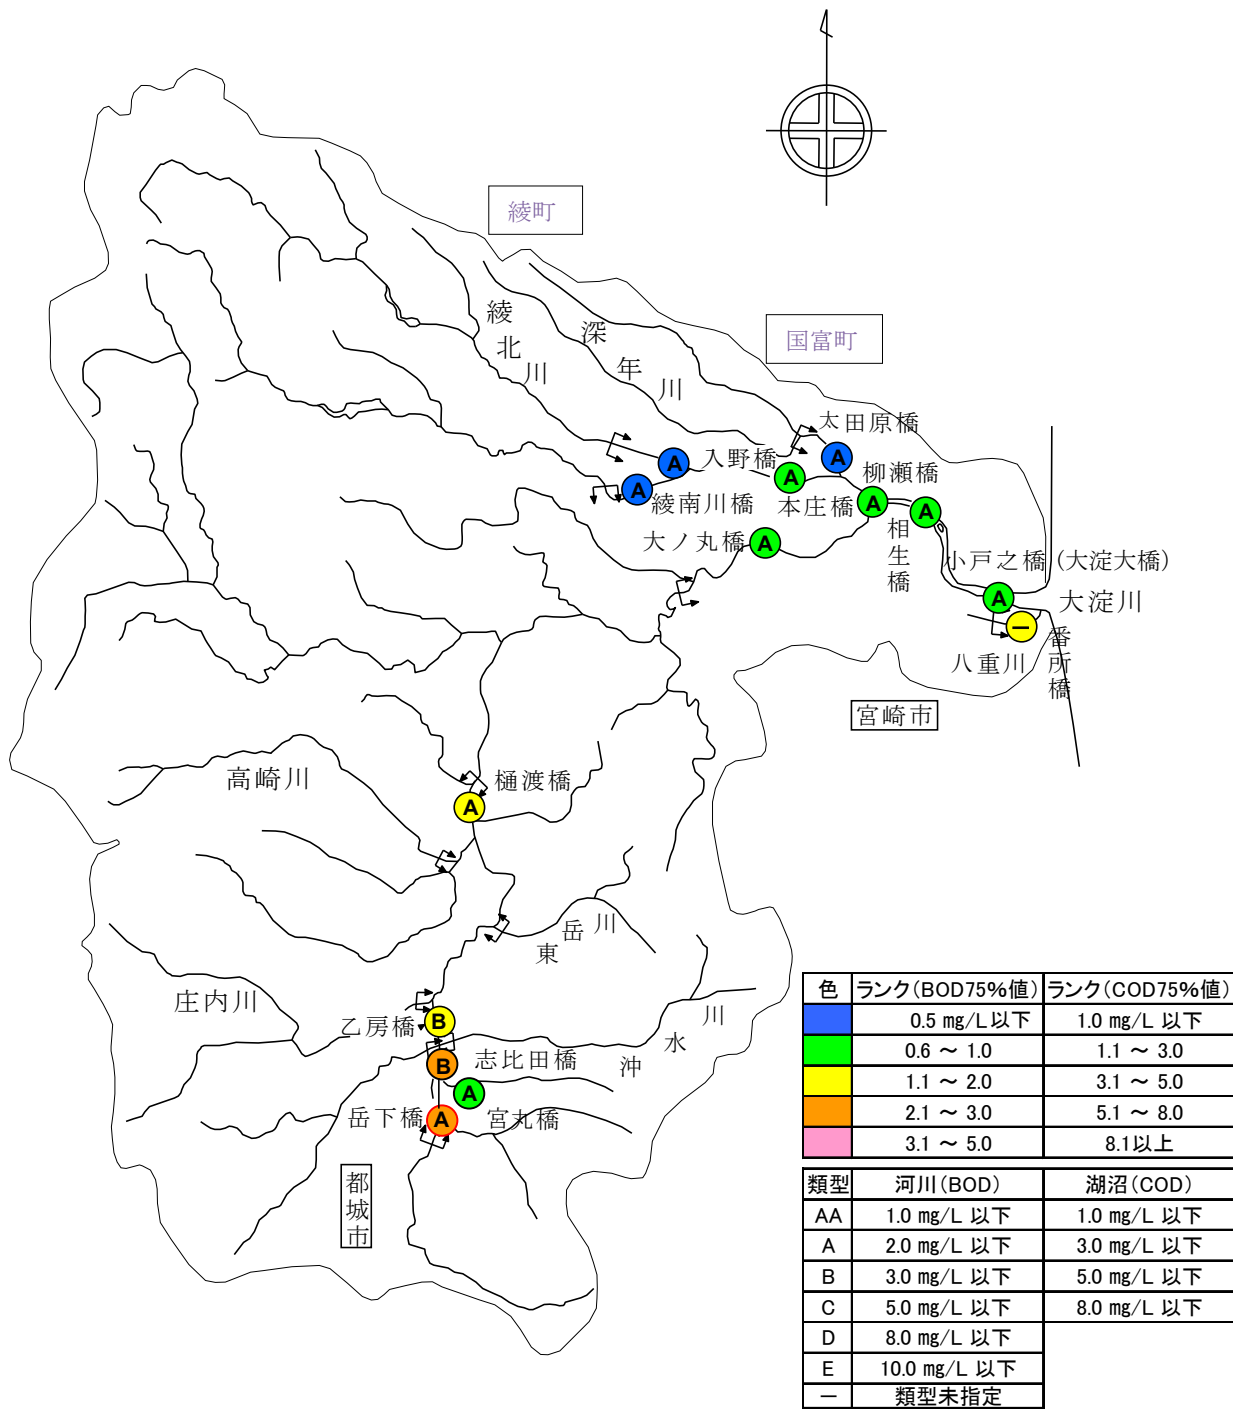 綾町
国富町
綾北川
深年川
太田原橋
A
A
入野橋
A
柳瀬橋
A
綾南川橋
本庄橋
A
A
大ノ丸橋
A
相生橋
小戸之橋(大淀大橋)
A
大淀川
－
八重川
番所橋
宮崎市
高崎川
樋渡橋
A
東岳川
庄内川
乙房橋
B
B
志比田橋
沖水川
A
岳下橋
A
宮丸橋
都城市
色 ランク(BOD75%値) ランク(COD75%値)
0.5 ㎎/L以下 1.0 ㎎/L 以下
0.6 ～ 1.0 1.1 ～ 3.0
1.1 ～ 2.0 3.1 ～ 5.0
2.1 ～ 3.0 5.1 ～ 8.0
3.1 ～ 5.0 8.1以上
類型 河川(BOD) 湖沼(COD)
AA 1.0 ㎎/L 以下 1.0 ㎎/L 以下
A 2.0 ㎎/L 以下 3.0 ㎎/L 以下
B 3.0 ㎎/L 以下 5.0 ㎎/L 以下
C 5.0 ㎎/L 以下 8.0 ㎎/L 以下
D 8.0 ㎎/L 以下
E 10.0 ㎎/L 以下
－ 類型未指定